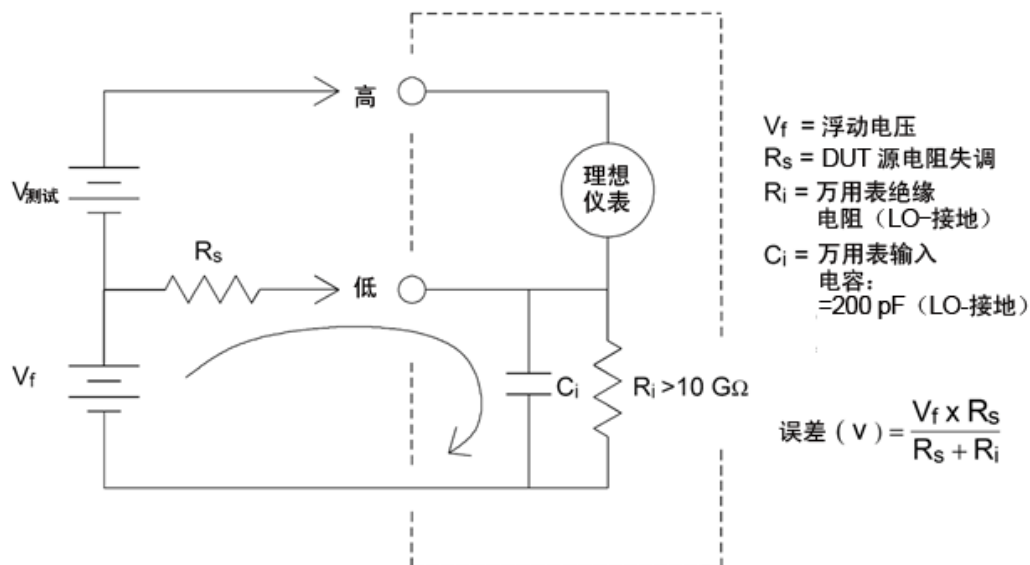 高
V测试
理想
仪表
Rs
低
Vf
Ci
Ri >10 GΩ
Vf = 浮动电压
Rs = DUT 源电阻失调
Ri = 万用表绝缘
电阻（LO-接地）
Ci = 万用表输入
电容：
=200 pF（LO-接地）
误差 ( V ) = Vf x Rs
Rs + Ri